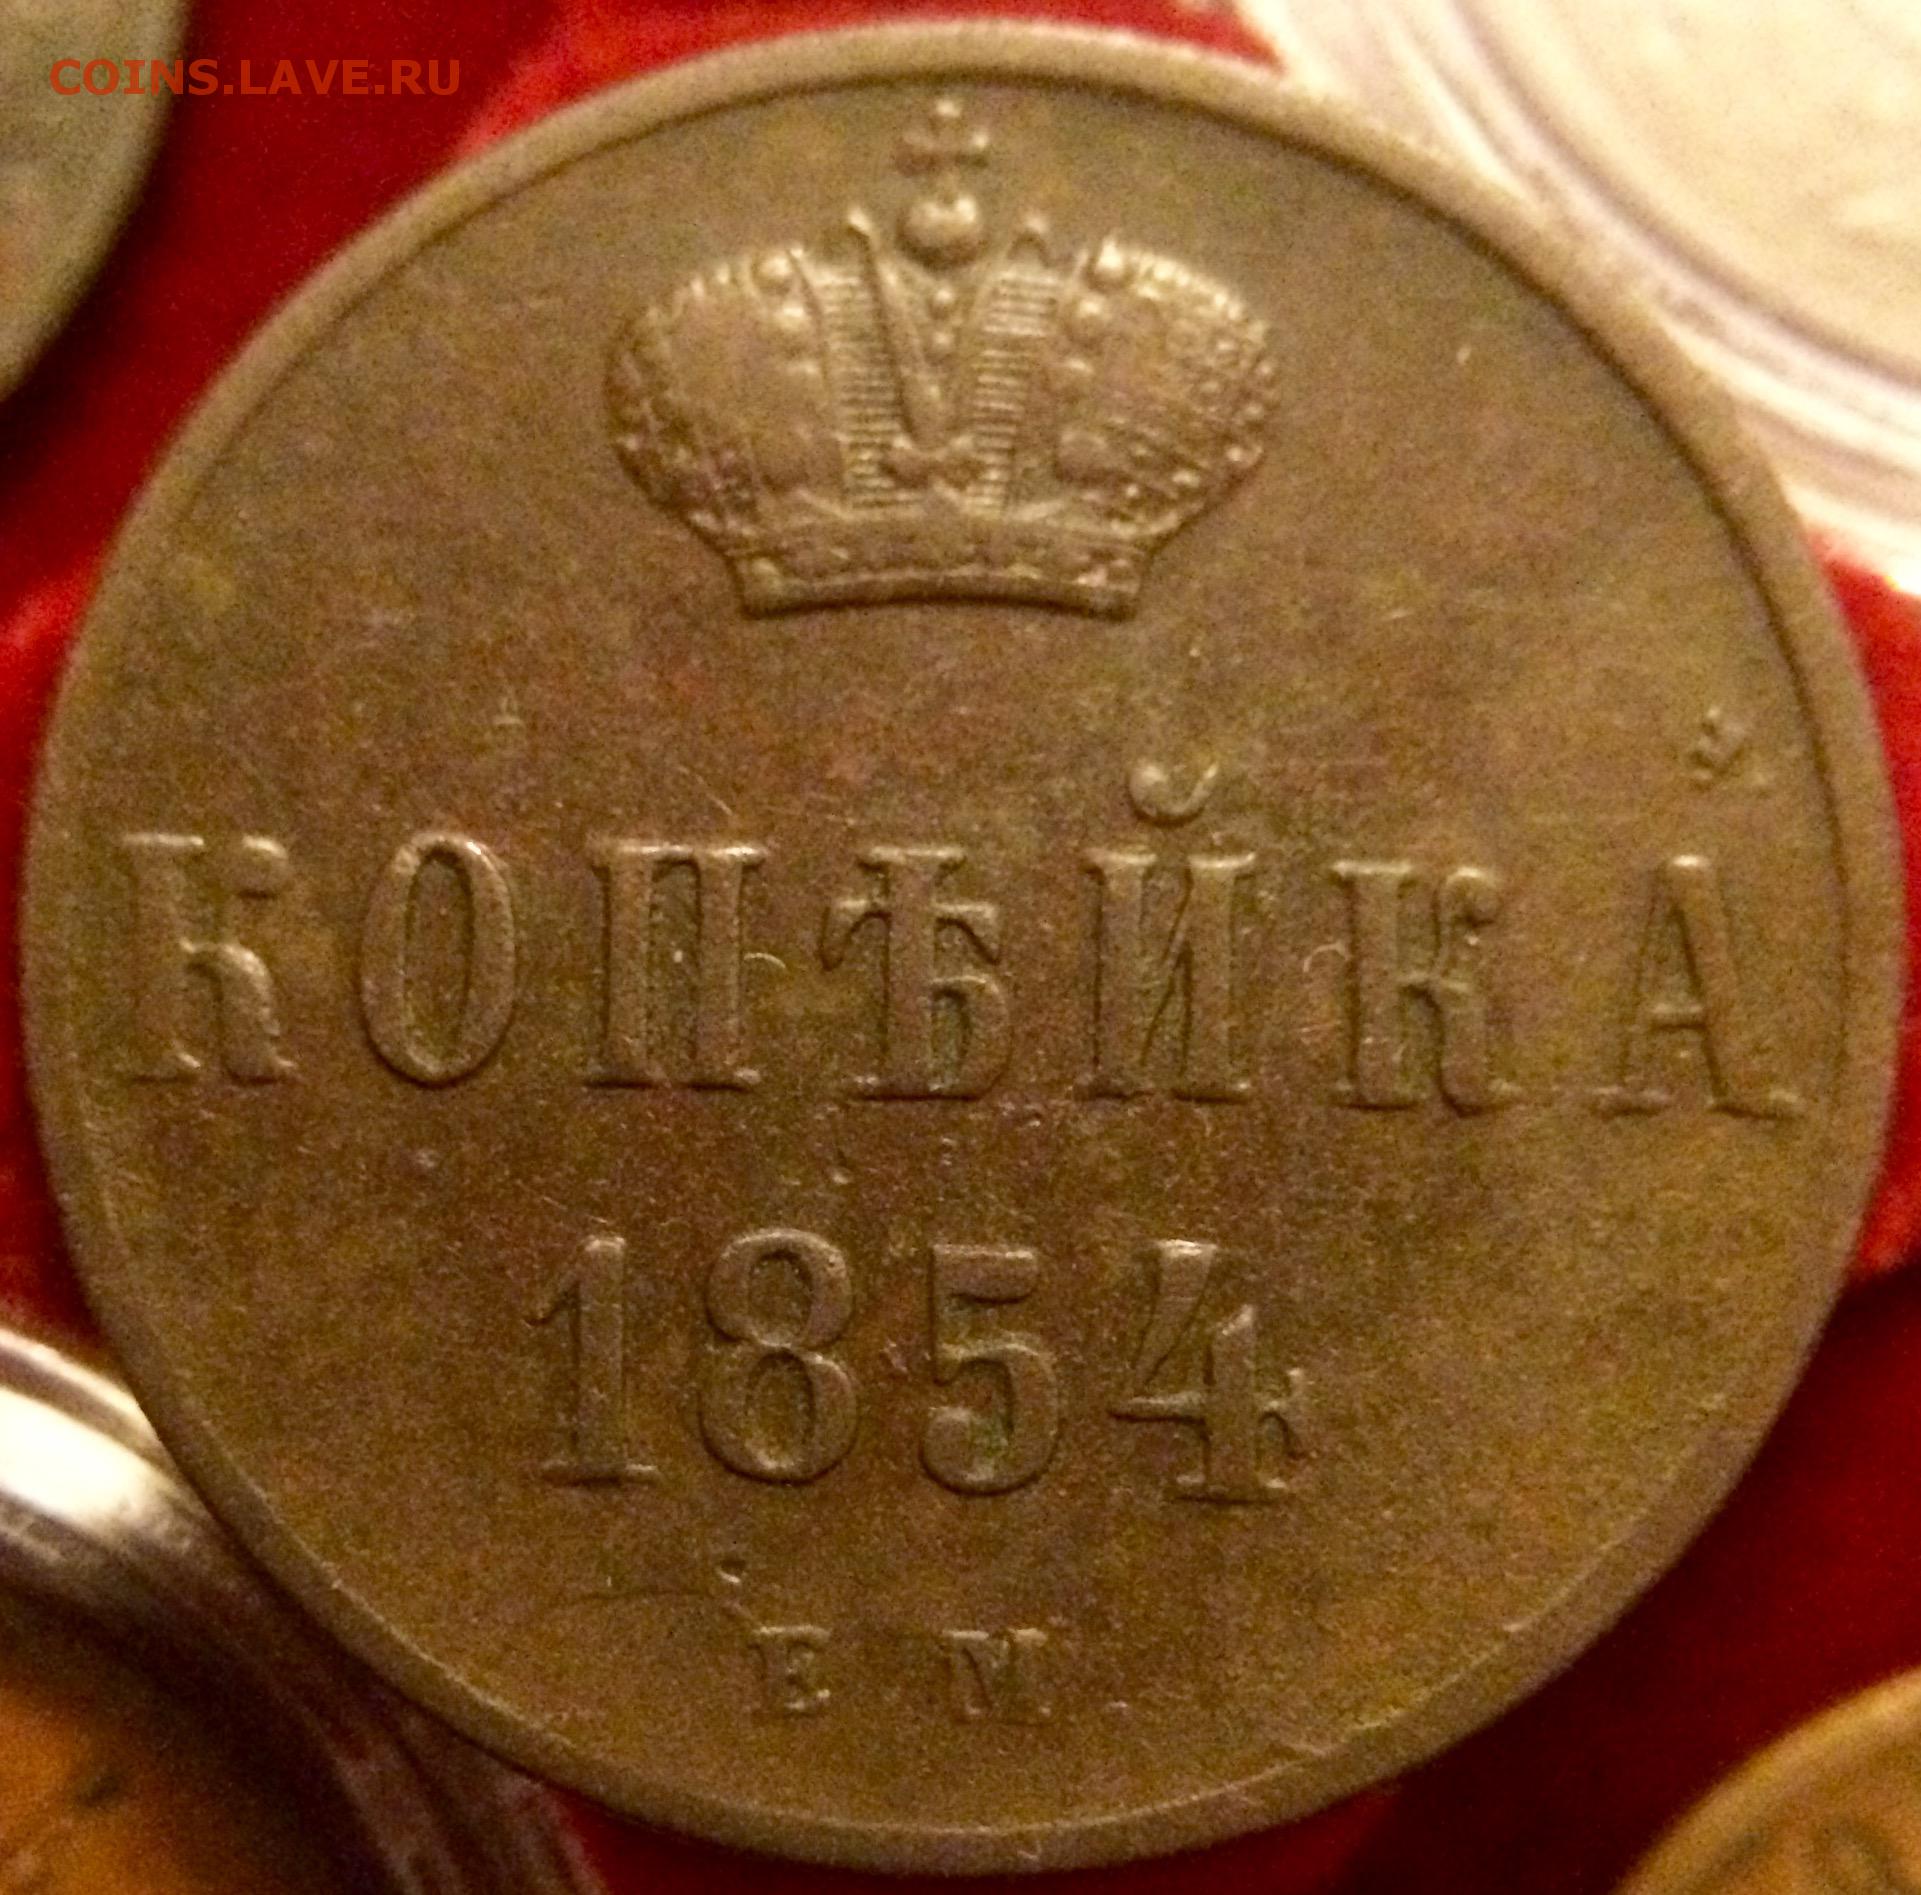 COINS.LAVE.RU
КОПѢЙКА
1854
Е М